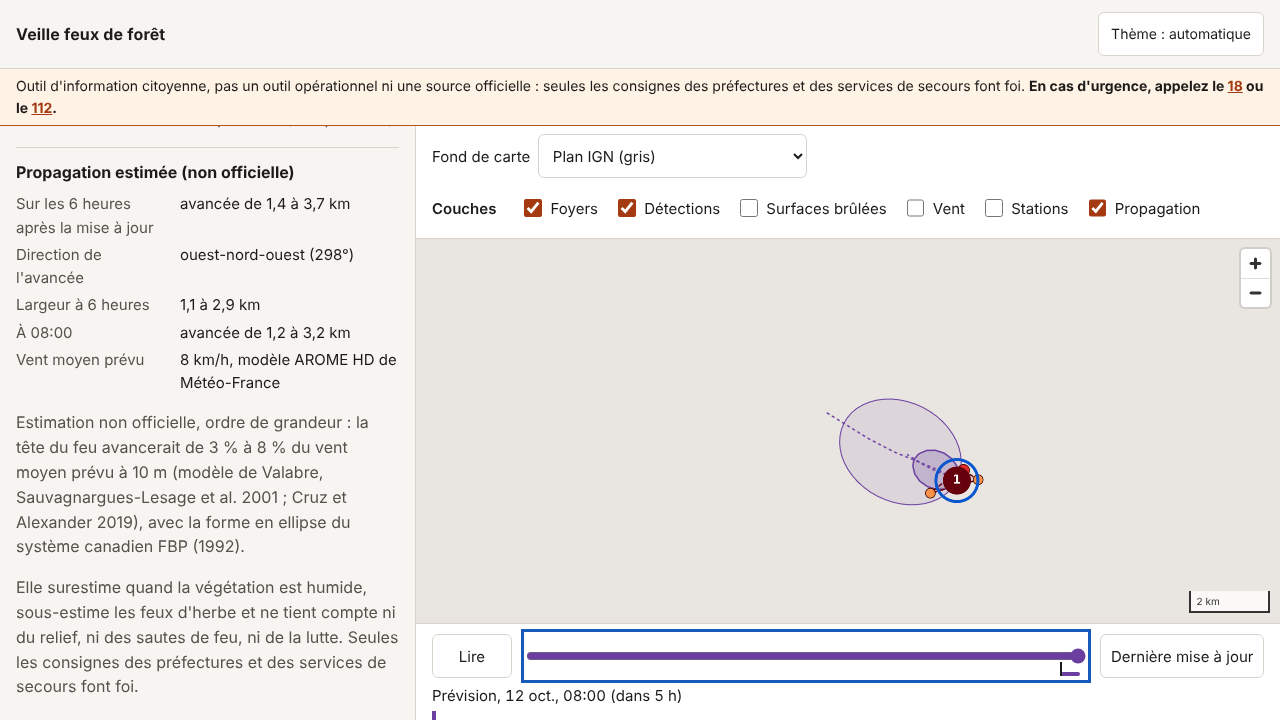 Veille feux de forêt
Thème : automatique
Outil d'information citoyenne, pas un outil opérationnel ni une source officielle : seules les consignes des préfectures et des services de secours font foi. En cas d'urgence, appelez le 18 ou
le 112.
Propagation estimée (non officielle)
Sur les 6 heures
après la mise à jour
avancée de 1,4 à 3,7 km
Direction de
l'avancée
ouest-nord-ouest (298°)
Largeur à 6 heures
1,1 à 2,9 km
À 08:00
avancée de 1,2 à 3,2 km
Vent moyen prévu
8 km/h, modèle AROME HD de
Météo-France
Estimation non officielle, ordre de grandeur : la
tête du feu avancerait de 3 % à 8 % du vent
moyen prévu à 10 m (modèle de Valabre,
Sauvagnargues-Lesage et al. 2001 ; Cruz et
Alexander 2019), avec la forme en ellipse du
système canadien FBP (1992).
Elle surestime quand la végétation est humide,
sous-estime les feux d'herbe et ne tient compte ni
du relief, ni des sautes de feu, ni de la lutte. Seules
les consignes des préfectures et des services de
secours font foi.
Fond de carte
Plan IGN (gris)
Couches
Foyers
Détections
Surfaces brûlées
Vent
Stations
Propagation
1
2 km
Lire
Dernière mise à jour
Prévision, 12 oct., 08:00 (dans 5 h)